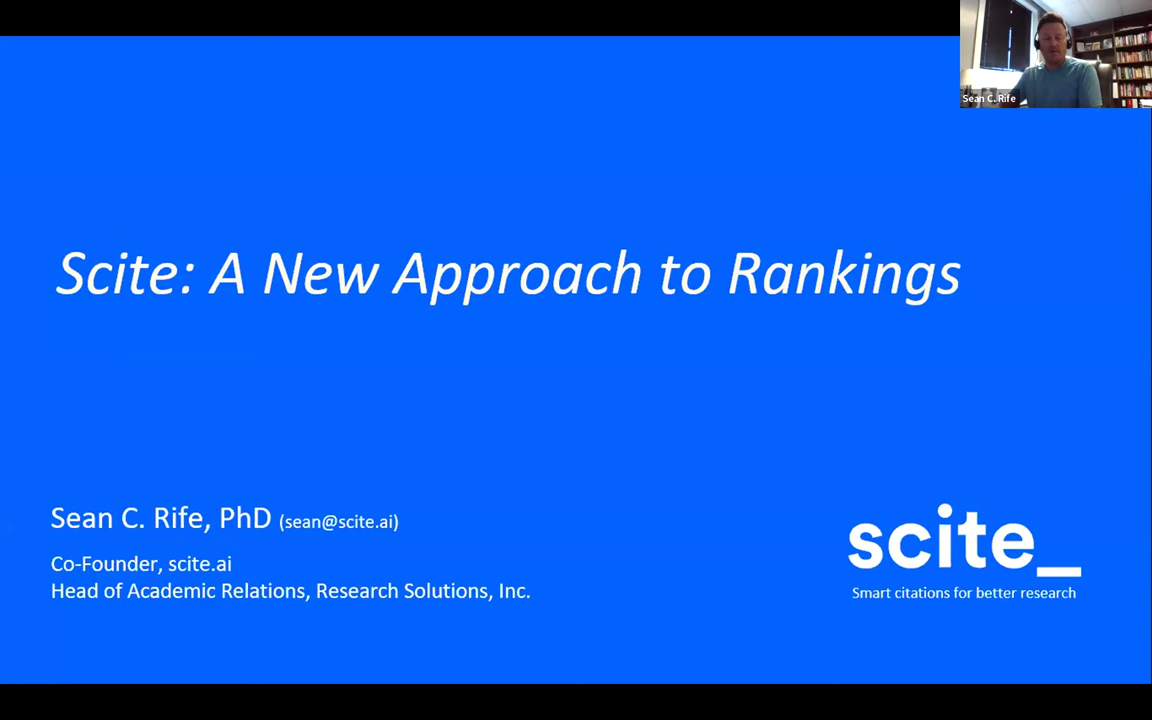 Sean C. Rife
Scite: A New Approach to Rankings
Sean C. Rife, PhD (sean@scite.ai)
Co-Founder, scite.ai
Head of Academic Relations, Research Solutions, Inc.
scite_
Smart citations for better research